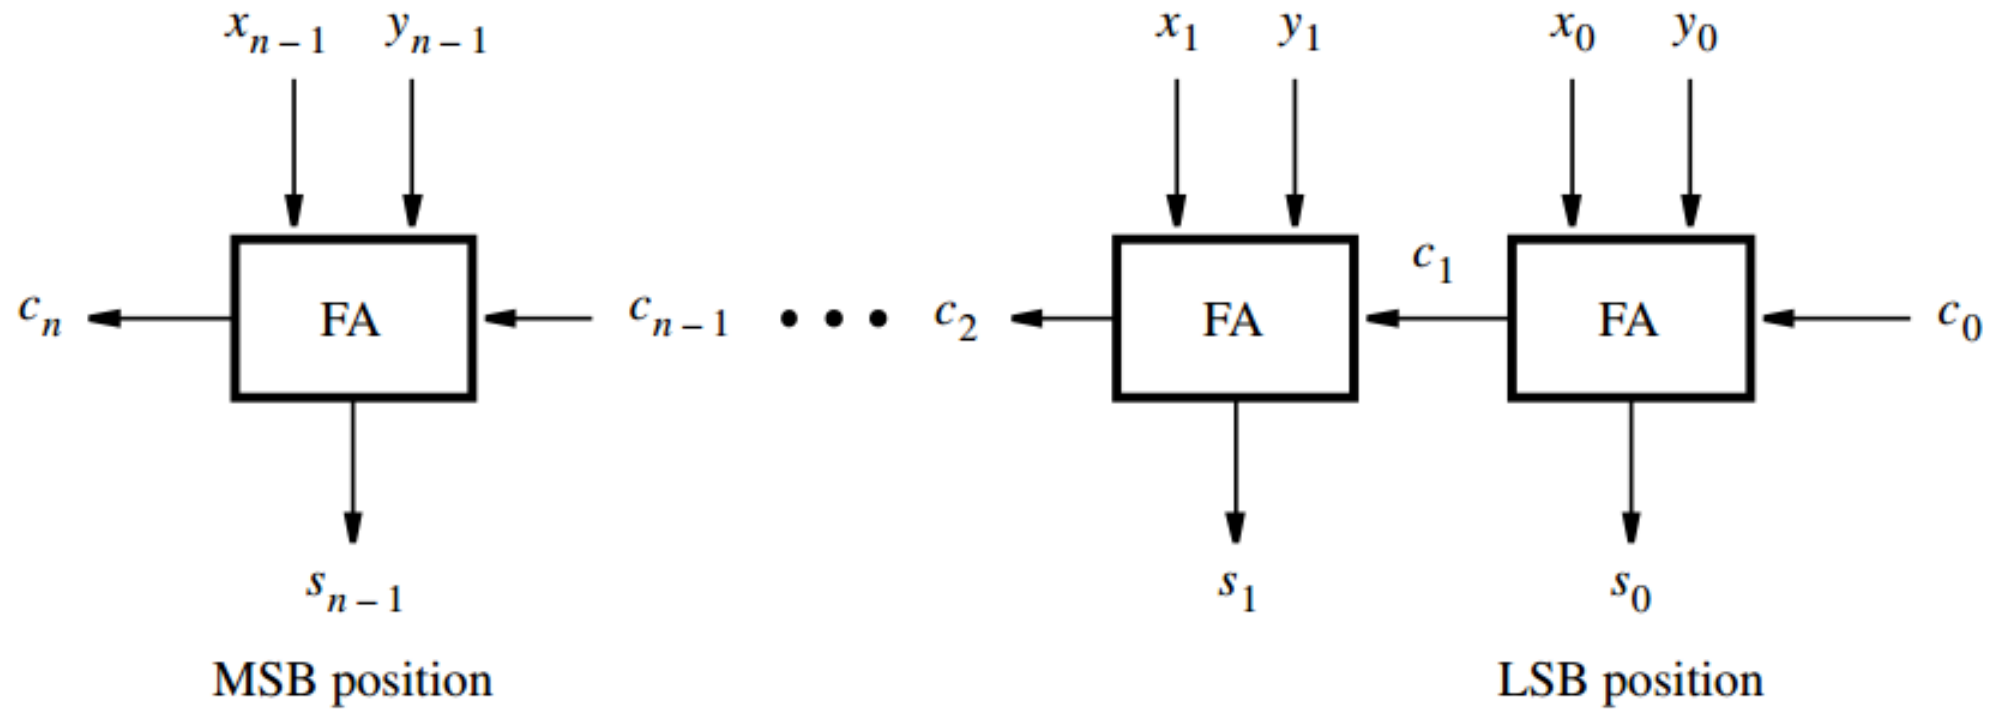 xₙ₋₁ yₙ₋₁ x₁ y₁ x₀ y₀
cₙ FA cₙ₋₁ • • • c₂ FA c₁ FA c₀
sₙ₋₁ s₁ s₀
MSB position LSB position